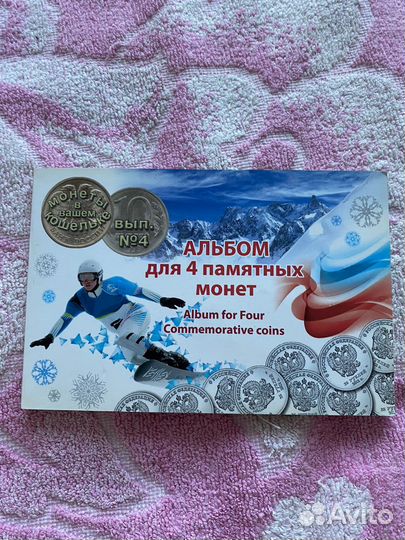 монеты
в
вашем
кошельке
вып.
№4
АЛЬБОМ
для 4 памятных
монет
Album for Four
Commemorative coins
Avito